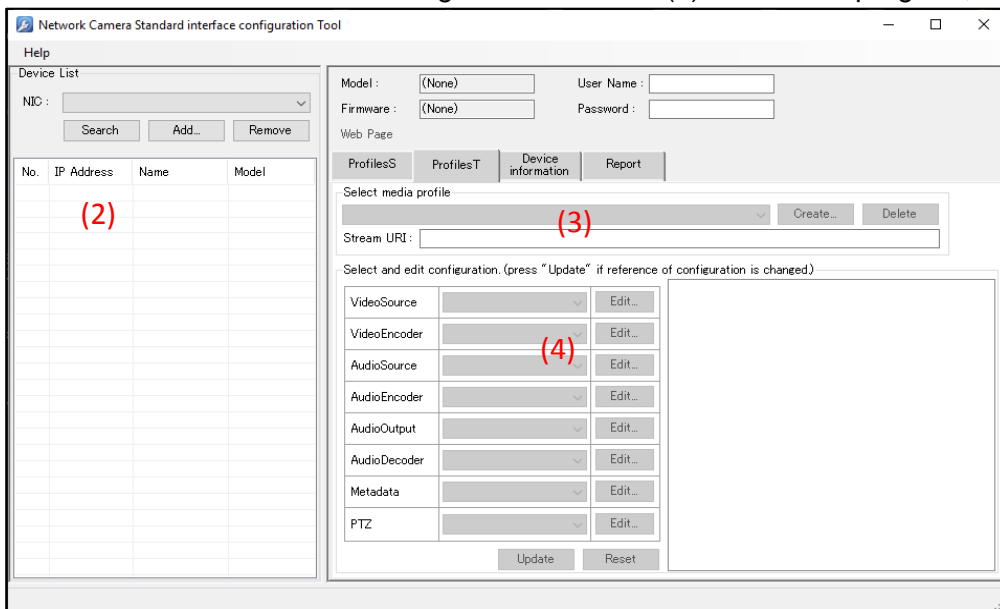 Network Camera Standard interface configuration Tool
Help
Device List
NIC :
Search Add... Remove
No. IP Address Name Model
(2)
Model : (None) User Name :
Firmware : (None) Password :
Web Page
ProfilesS ProfilesT Device information Report
Select media profile
(3)
Create... Delete
Stream URI :
Select and edit configuration. (press "Update" if reference of configuration is changed.)
VideoSource Edit...
VideoEncoder Edit...
(4)
AudioSource Edit...
AudioEncoder Edit...
AudioOutput Edit...
AudioDecoder Edit...
Metadata Edit...
PTZ Edit...
Update Reset